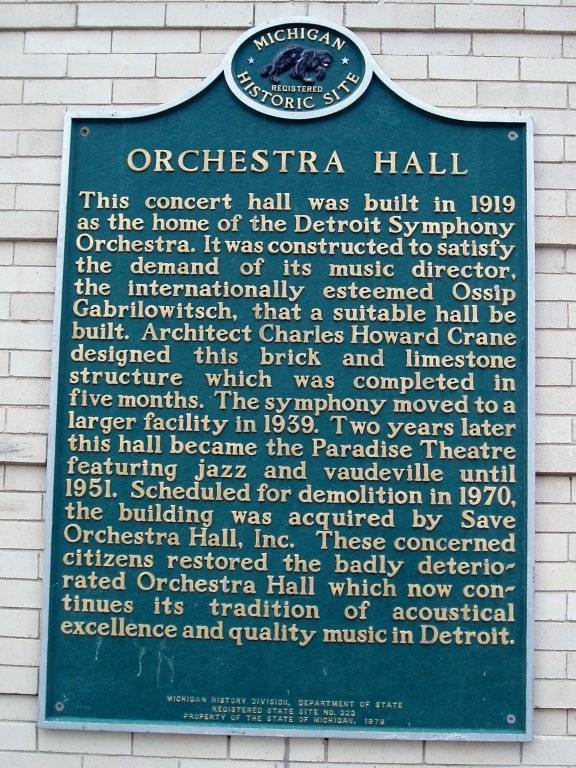 MICHIGAN
REGISTERED
HISTORIC SITE
ORCHESTRA HALL
This concert hall was built in 1919
as the home of the Detroit Symphony
Orchestra. It was constructed to satisfy
the demand of its music director,
the internationally esteemed Ossip
Gabrilowitsch, that a suitable hall be
built. Architect Charles Howard Crane
designed this brick and limestone
structure which was completed in
five months. The symphony moved to a
larger facility in 1939. Two years later
this hall became the Paradise Theatre
featuring jazz and vaudeville until
1951. Scheduled for demolition in 1970,
the building was acquired by Save
Orchestra Hall, Inc. These concerned
citizens restored the badly deterio-
rated Orchestra Hall which now con-
tinues its tradition of acoustical
excellence and quality music in Detroit.
MICHIGAN HISTORY DIVISION, DEPARTMENT OF STATE
REGISTERED STATE SITE NO. 323
PROPERTY OF THE STATE OF MICHIGAN, 1979